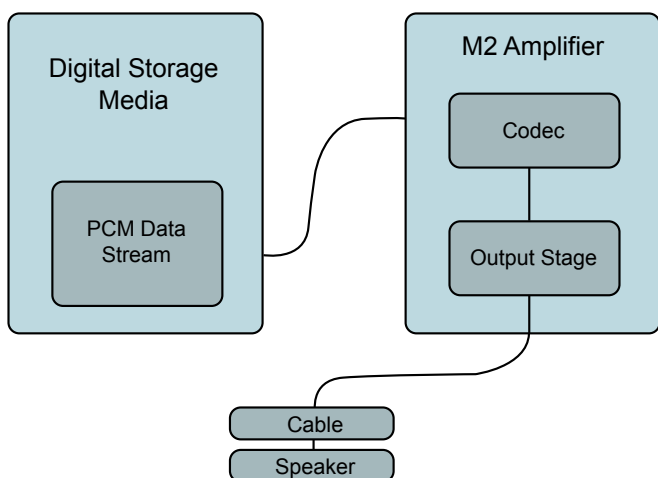 Digital Storage
Media
PCM Data
Stream
M2 Amplifier
Codec
Output Stage
Cable
Speaker